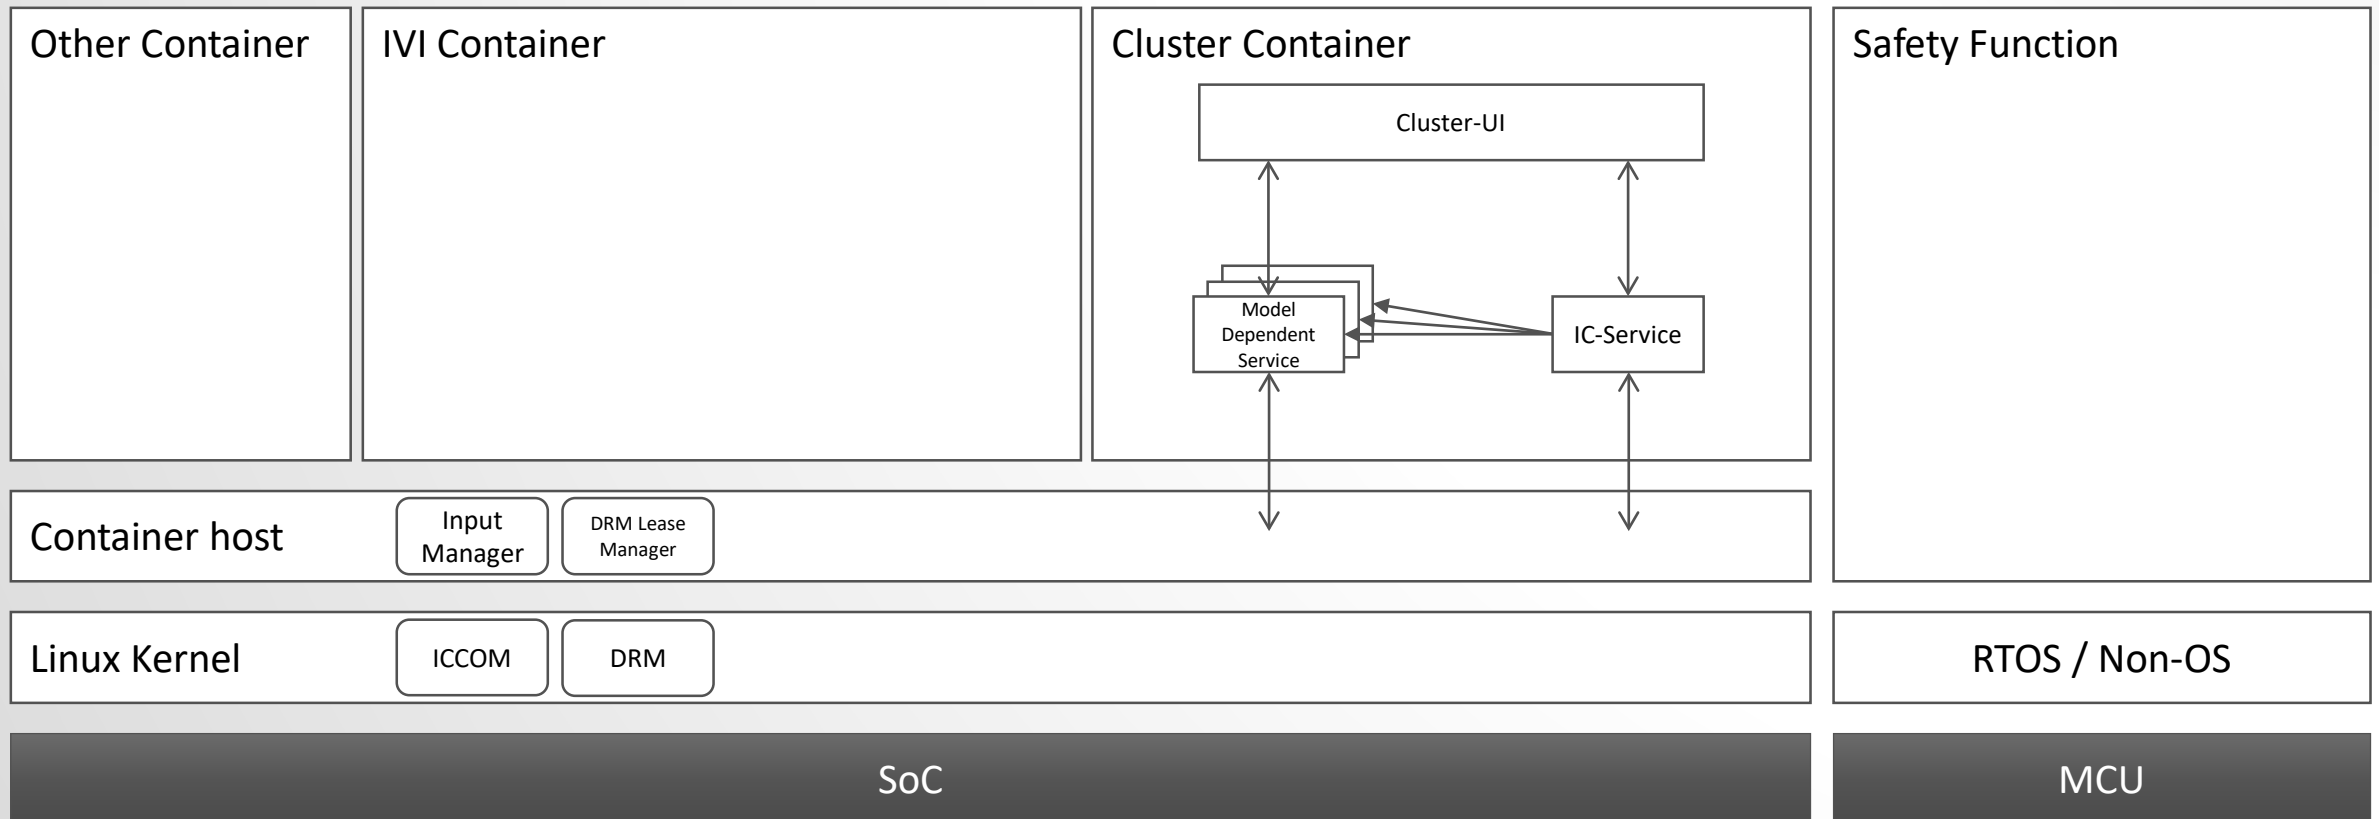 Other Container
IVI Container
Cluster Container
Safety Function
Cluster-UI
Model
Dependent
Service
IC-Service
Container host
Input
Manager
DRM Lease
Manager
Linux Kernel
ICCOM
DRM
RTOS / Non-OS
SoC
MCU